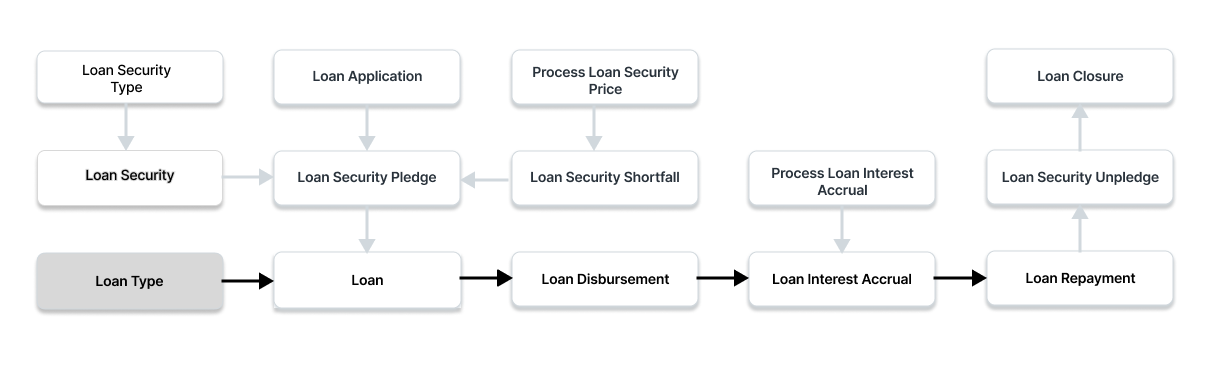 Loan Security
Type
Loan Application
Process Loan Security
Price
Loan Closure
Loan Security
Loan Security Pledge
Loan Security Shortfall
Process Loan Interest
Accrual
Loan Security Unpledge
Loan Type
Loan
Loan Disbursement
Loan Interest Accrual
Loan Repayment